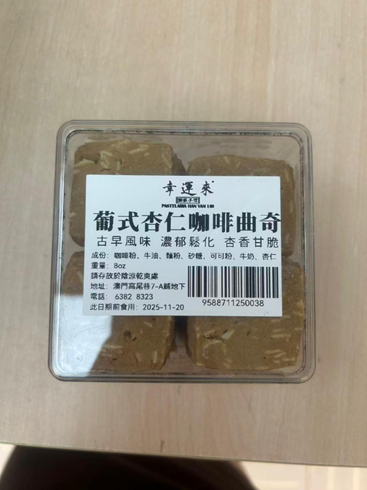 幸運來
PASTELARIA HAN VAN LOI
葡式杏仁咖啡曲奇
古早風味 濃郁鬆化 杏香甘脆
成份：咖啡粉、牛油、麵粉、砂糖、可可粉、牛奶、杏仁
重量：8oz
請存放於陰涼乾爽處
地址：澳門高尾巷7-A鋪地下
電話：6382 8323
此日期前食用：2025-11-20
9588711250038